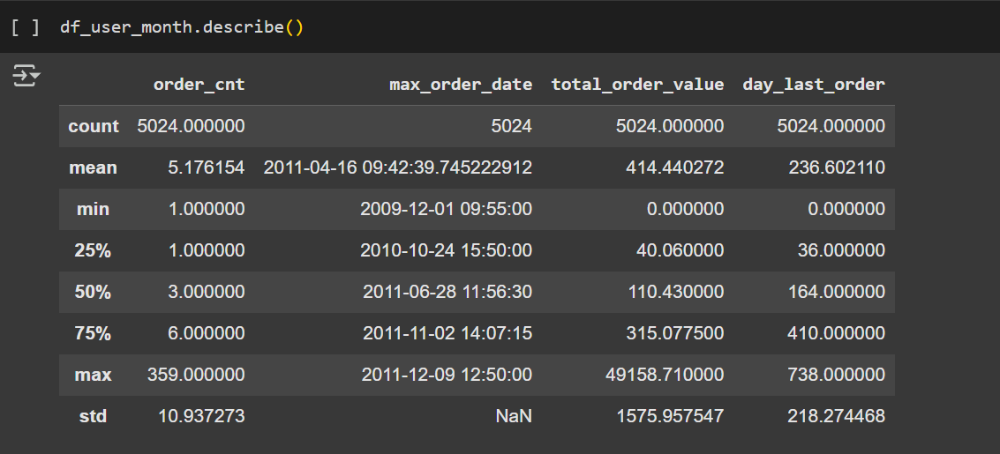 [ ] df_user_month.describe()
order_cnt max_order_date total_order_value day_last_order
count 5024.000000 5024 5024.000000 5024.000000
mean 5.176154 2011-04-16 09:42:39.745222912 414.440272 236.602110
min 1.000000 2009-12-01 09:55:00 0.000000 0.000000
25% 1.000000 2010-10-24 15:50:00 40.060000 36.000000
50% 3.000000 2011-06-28 11:56:30 110.430000 164.000000
75% 6.000000 2011-11-02 14:07:15 315.077500 410.000000
max 359.000000 2011-12-09 12:50:00 49158.710000 738.000000
std 10.937273 NaN 1575.957547 218.274468